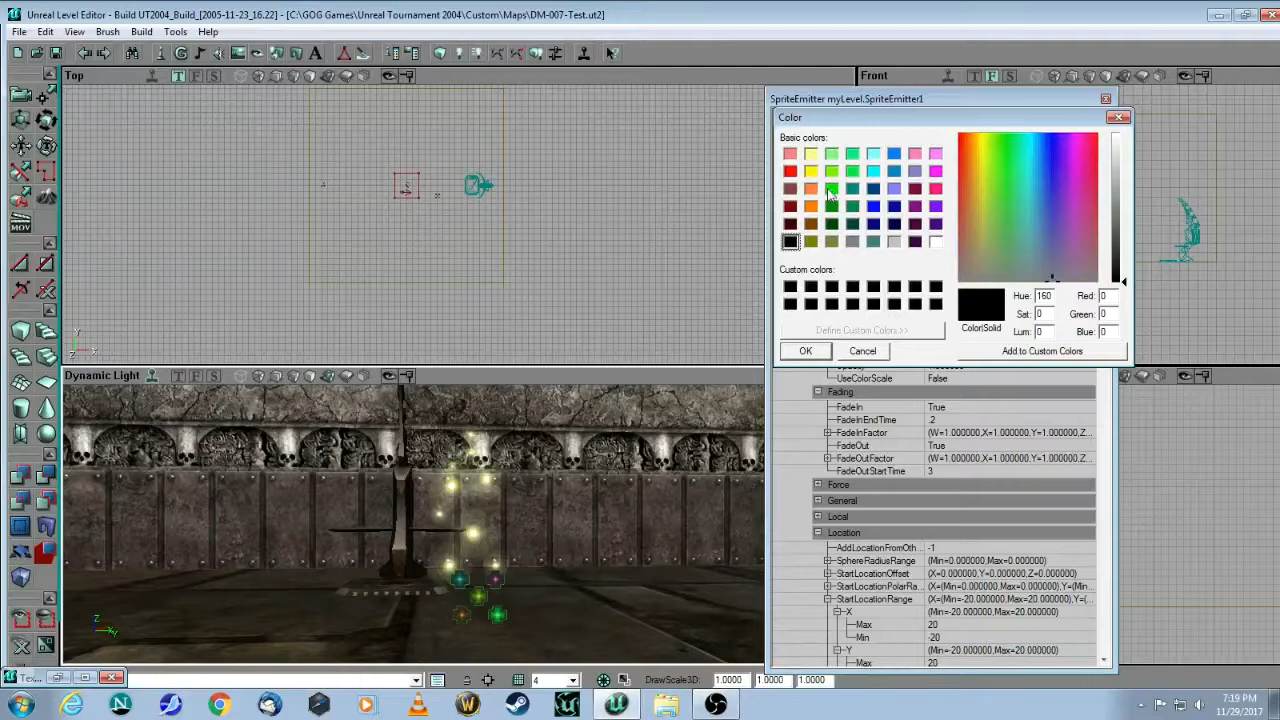 Unreal Level Editor - Build UT2004_Build_[2005-11-23_16.22] - [C:\GOG Games\Unreal Tournament 2004\Custom\Maps\DM-007-Test.ut2]
File Edit View Brush Build Tools Help
Top T F S
Front T F S
SpriteEmitter myLevel.SpriteEmitter1
Color
Basic colors:
MOV
Custom colors:
Define Custom Colors >>
Color|Solid
Hue: 160 Red: 0
Sat: 0 Green: 0
Lum: 0 Blue: 0
OK Cancel Add to Custom Colors
Dynamic Light T F S
UseColorScale False
Fading
FadeIn True
FadeInEndTime .2
FadeInFactor (W=1.000000,X=1.000000,Y=1.000000,Z...
FadeOut True
FadeOutFactor (W=1.000000,X=1.000000,Y=1.000000,Z...
FadeOutStartTime 3
Force
General
Local
Location
AddLocationFromOth... -1
SphereRadiusRange (Min=0.000000,Max=0.000000)
StartLocationOffset (X=0.000000,Y=0.000000,Z=0.000000)
StartLocationPolarRa... (X=(Min=0.000000,Max=0.000000),Y=(Min...
StartLocationRange (X=(Min=-20.000000,Max=20.000000),Y=(...
X (Min=-20.000000,Max=20.000000)
Max 20
Min -20
Y (Min=-20.000000,Max=20.000000)
Max 20
Tex...
4 DrawScale3D: 1.0000 1.0000 1.0000
7:19 PM
11/29/2017